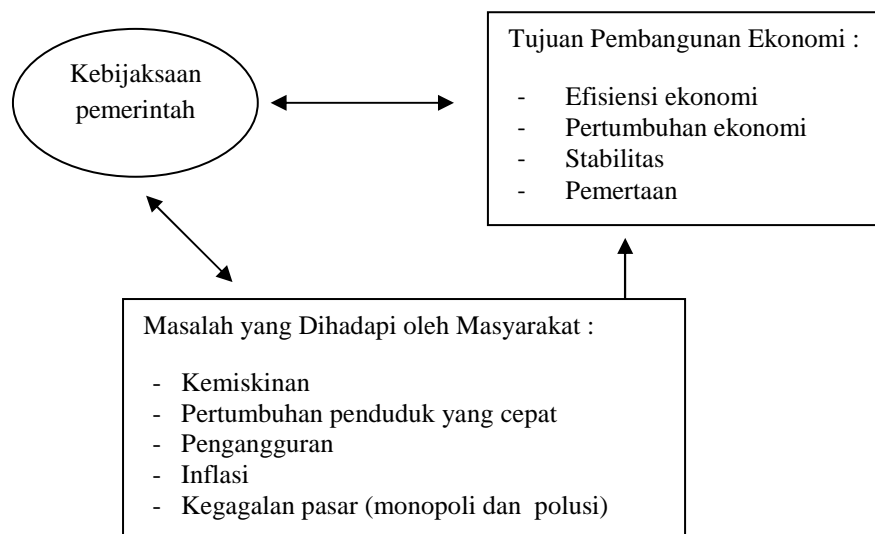 Kebijaksaan
pemerintah
Tujuan Pembangunan Ekonomi :
- Efisiensi ekonomi
- Pertumbuhan ekonomi
- Stabilitas
- Pemertaan
Masalah yang Dihadapi oleh Masyarakat :
- Kemiskinan
- Pertumbuhan penduduk yang cepat
- Pengangguran
- Inflasi
- Kegagalan pasar (monopoli dan polusi)